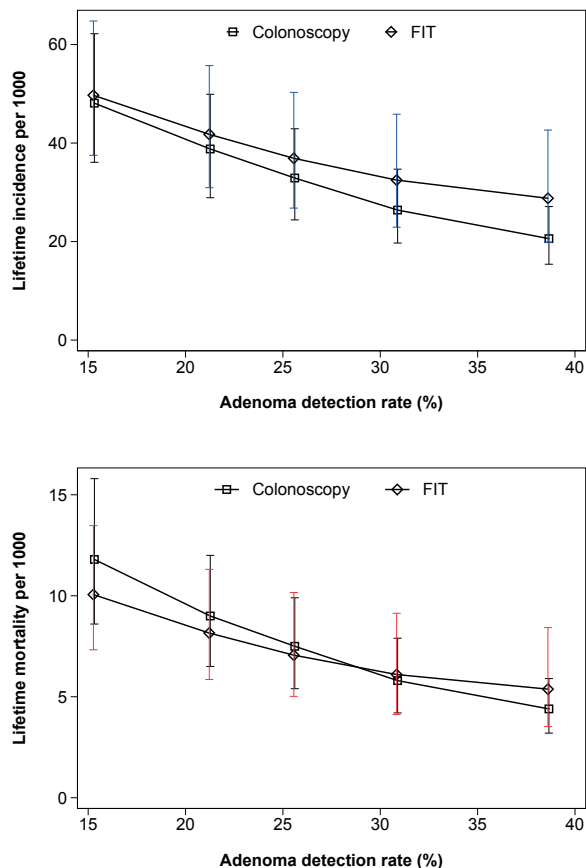 Colonoscopy FIT
Lifetime incidence per 1000
60
40
20
0
15 20 25 30 35 40
Adenoma detection rate (%)
Colonoscopy FIT
Lifetime mortality per 1000
15
10
5
0
15 20 25 30 35 40
Adenoma detection rate (%)